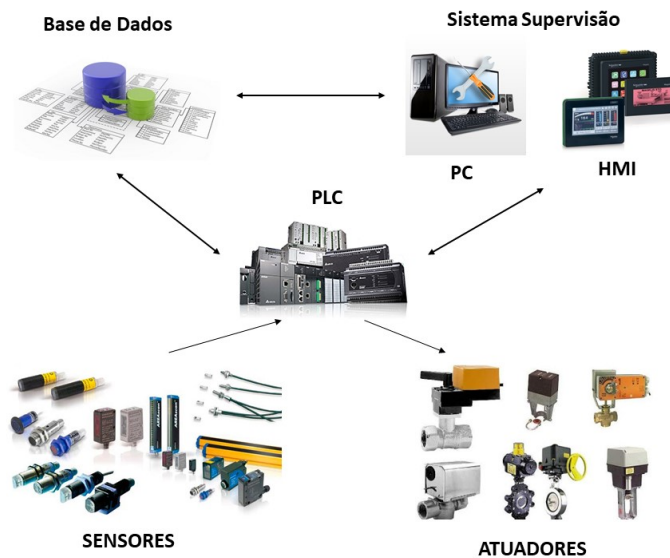 Base de Dados
Sistema Supervisão
PC
HMI
PLC
SENSORES
ATUADORES